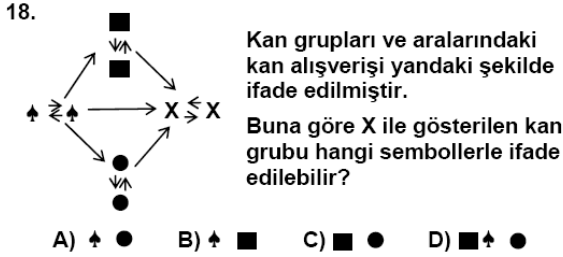 18.
Kan grupları ve aralarındaki
kan alışverişi yandaki şekilde
ifade edilmiştir.
X X
Buna göre X ile gösterilen kan
grubu hangi sembollerle ifade
edilebilir?
A) ♠ ● B) ♠ ■ C) ■ ● D) ■ ♠ ●